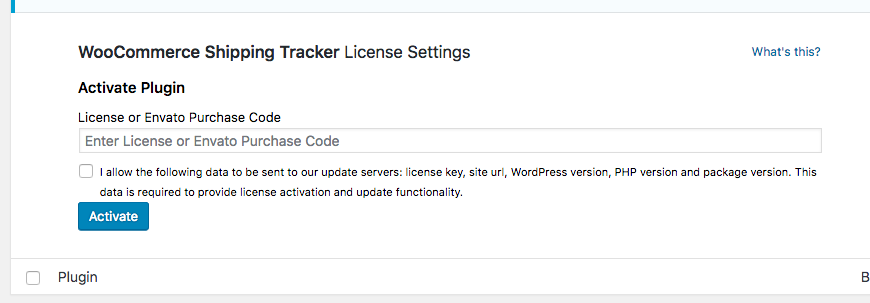 WooCommerce Shipping Tracker License Settings
What's this?
Activate Plugin
License or Envato Purchase Code
Enter License or Envato Purchase Code
I allow the following data to be sent to our update servers: license key, site url, WordPress version, PHP version and package version. This
data is required to provide license activation and update functionality.
Activate
Plugin
B